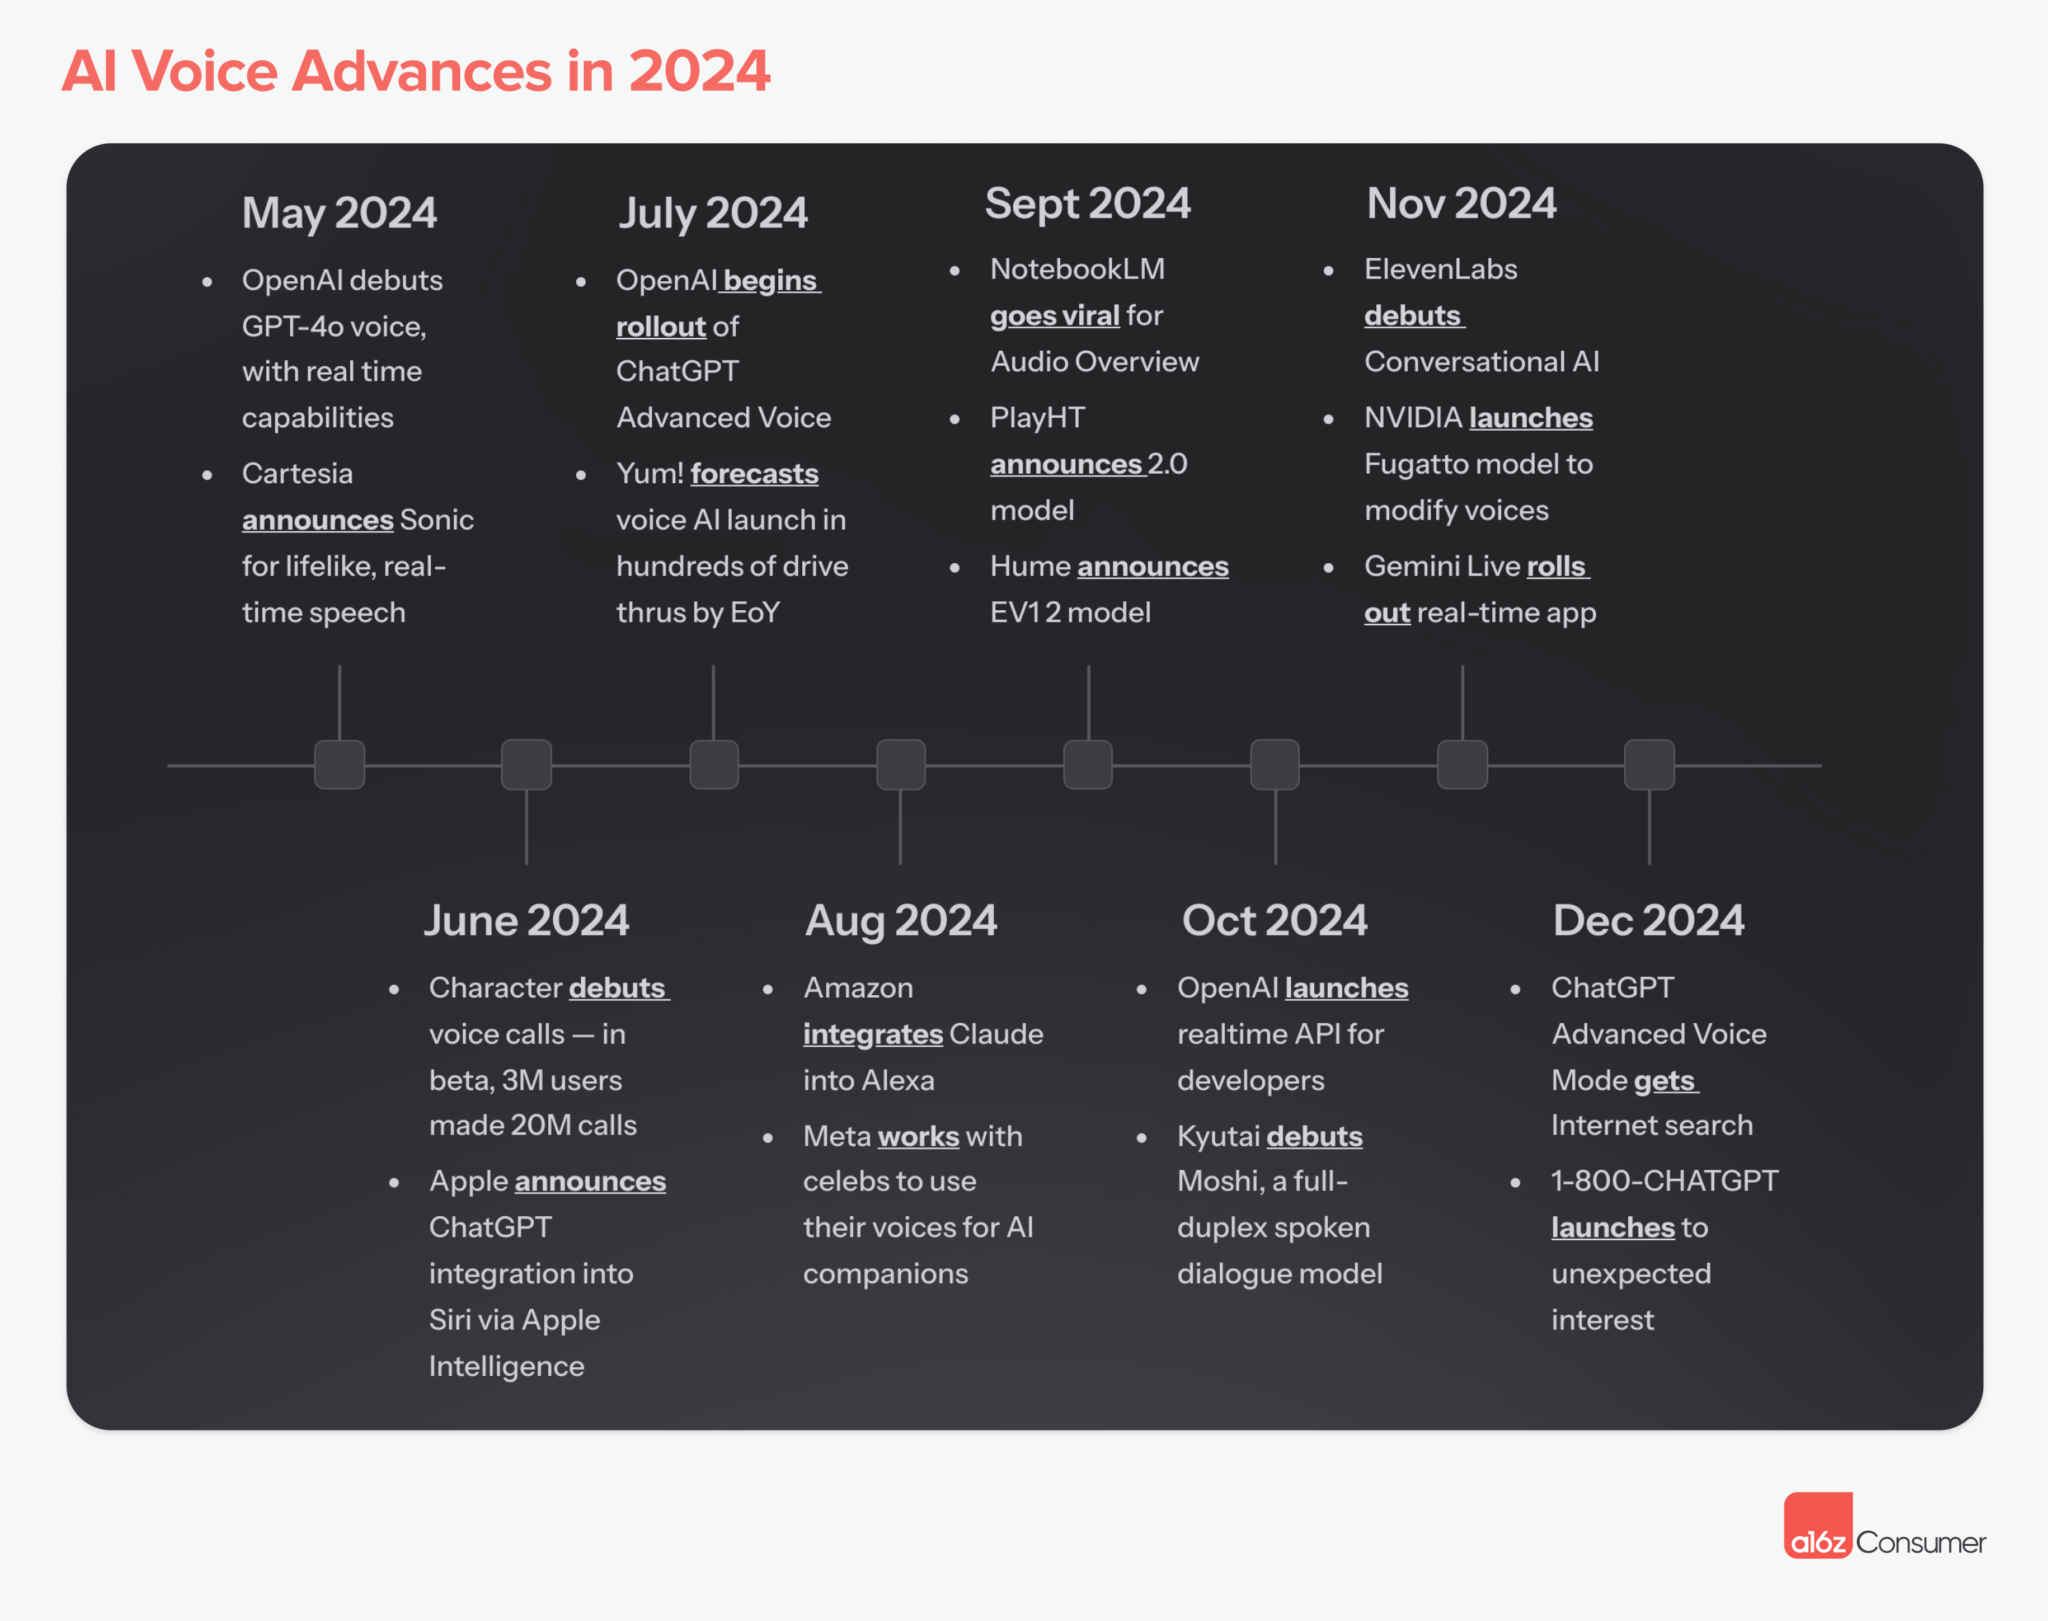 AI Voice Advances in 2024
May 2024
• OpenAI debuts
GPT-4o voice,
with real time
capabilities
• Cartesia
announces Sonic
for lifelike, real-
time speech
July 2024
• OpenAI begins
rollout of
ChatGPT
Advanced Voice
• Yum! forecasts
voice AI launch in
hundreds of drive
thrus by EoY
Sept 2024
• NotebookLM
goes viral for
Audio Overview
• PlayHT
announces 2.0
model
• Hume announces
EV1 2 model
Nov 2024
• ElevenLabs
debuts
Conversational AI
• NVIDIA launches
Fugatto model to
modify voices
• Gemini Live rolls
out real-time app
June 2024
• Character debuts
voice calls — in
beta, 3M users
made 20M calls
• Apple announces
ChatGPT
integration into
Siri via Apple
Intelligence
Aug 2024
• Amazon
integrates Claude
into Alexa
• Meta works with
celebs to use
their voices for AI
companions
Oct 2024
• OpenAI launches
realtime API for
developers
• Kyutai debuts
Moshi, a full-
duplex spoken
dialogue model
Dec 2024
• ChatGPT
Advanced Voice
Mode gets
Internet search
• 1-800-CHATGPT
launches to
unexpected
interest
a16z Consumer